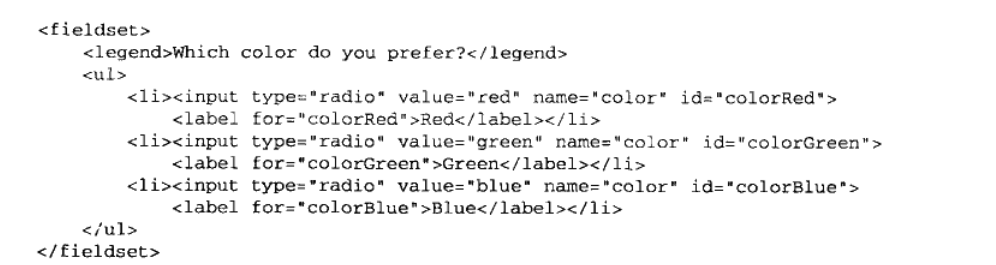 <fieldset>
<legend>Which color do you prefer?</legend>
<ul>
<li><input type="radio" value="red" name="color" id="colorRed">
<label for="colorRed">Red</label></li>
<li><input type="radio" value="green" name="color" id="colorGreen">
<label for="colorGreen">Green</label></li>
<li><input type="radio" value="blue" name="color" id="colorBlue">
<label for="colorBlue">Blue</label></li>
</ul>
</fieldset>